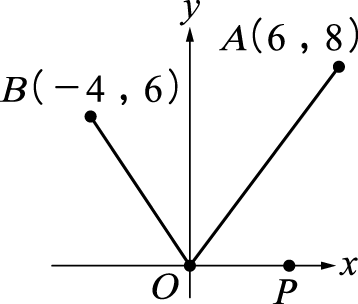 y
A(6 , 8)
B(−4 , 6)
x
O
P